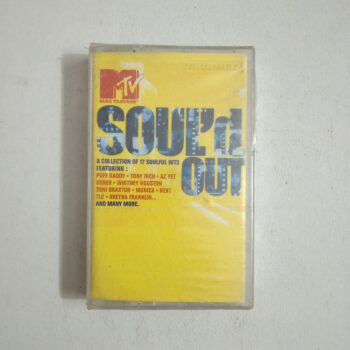 MTV
MUSIC TELEVISION
SOUL'd
OUT
A COLLECTION OF 17 SOULFUL HITS
FEATURING :
PUFF DADDY • TONY RICH • AZ YET
USHER • WHITNEY HOUSTON
TONI BRAXTON • MONICA • NEXT
TLC • ARETHA FRANKLIN...
AND MANY MORE.